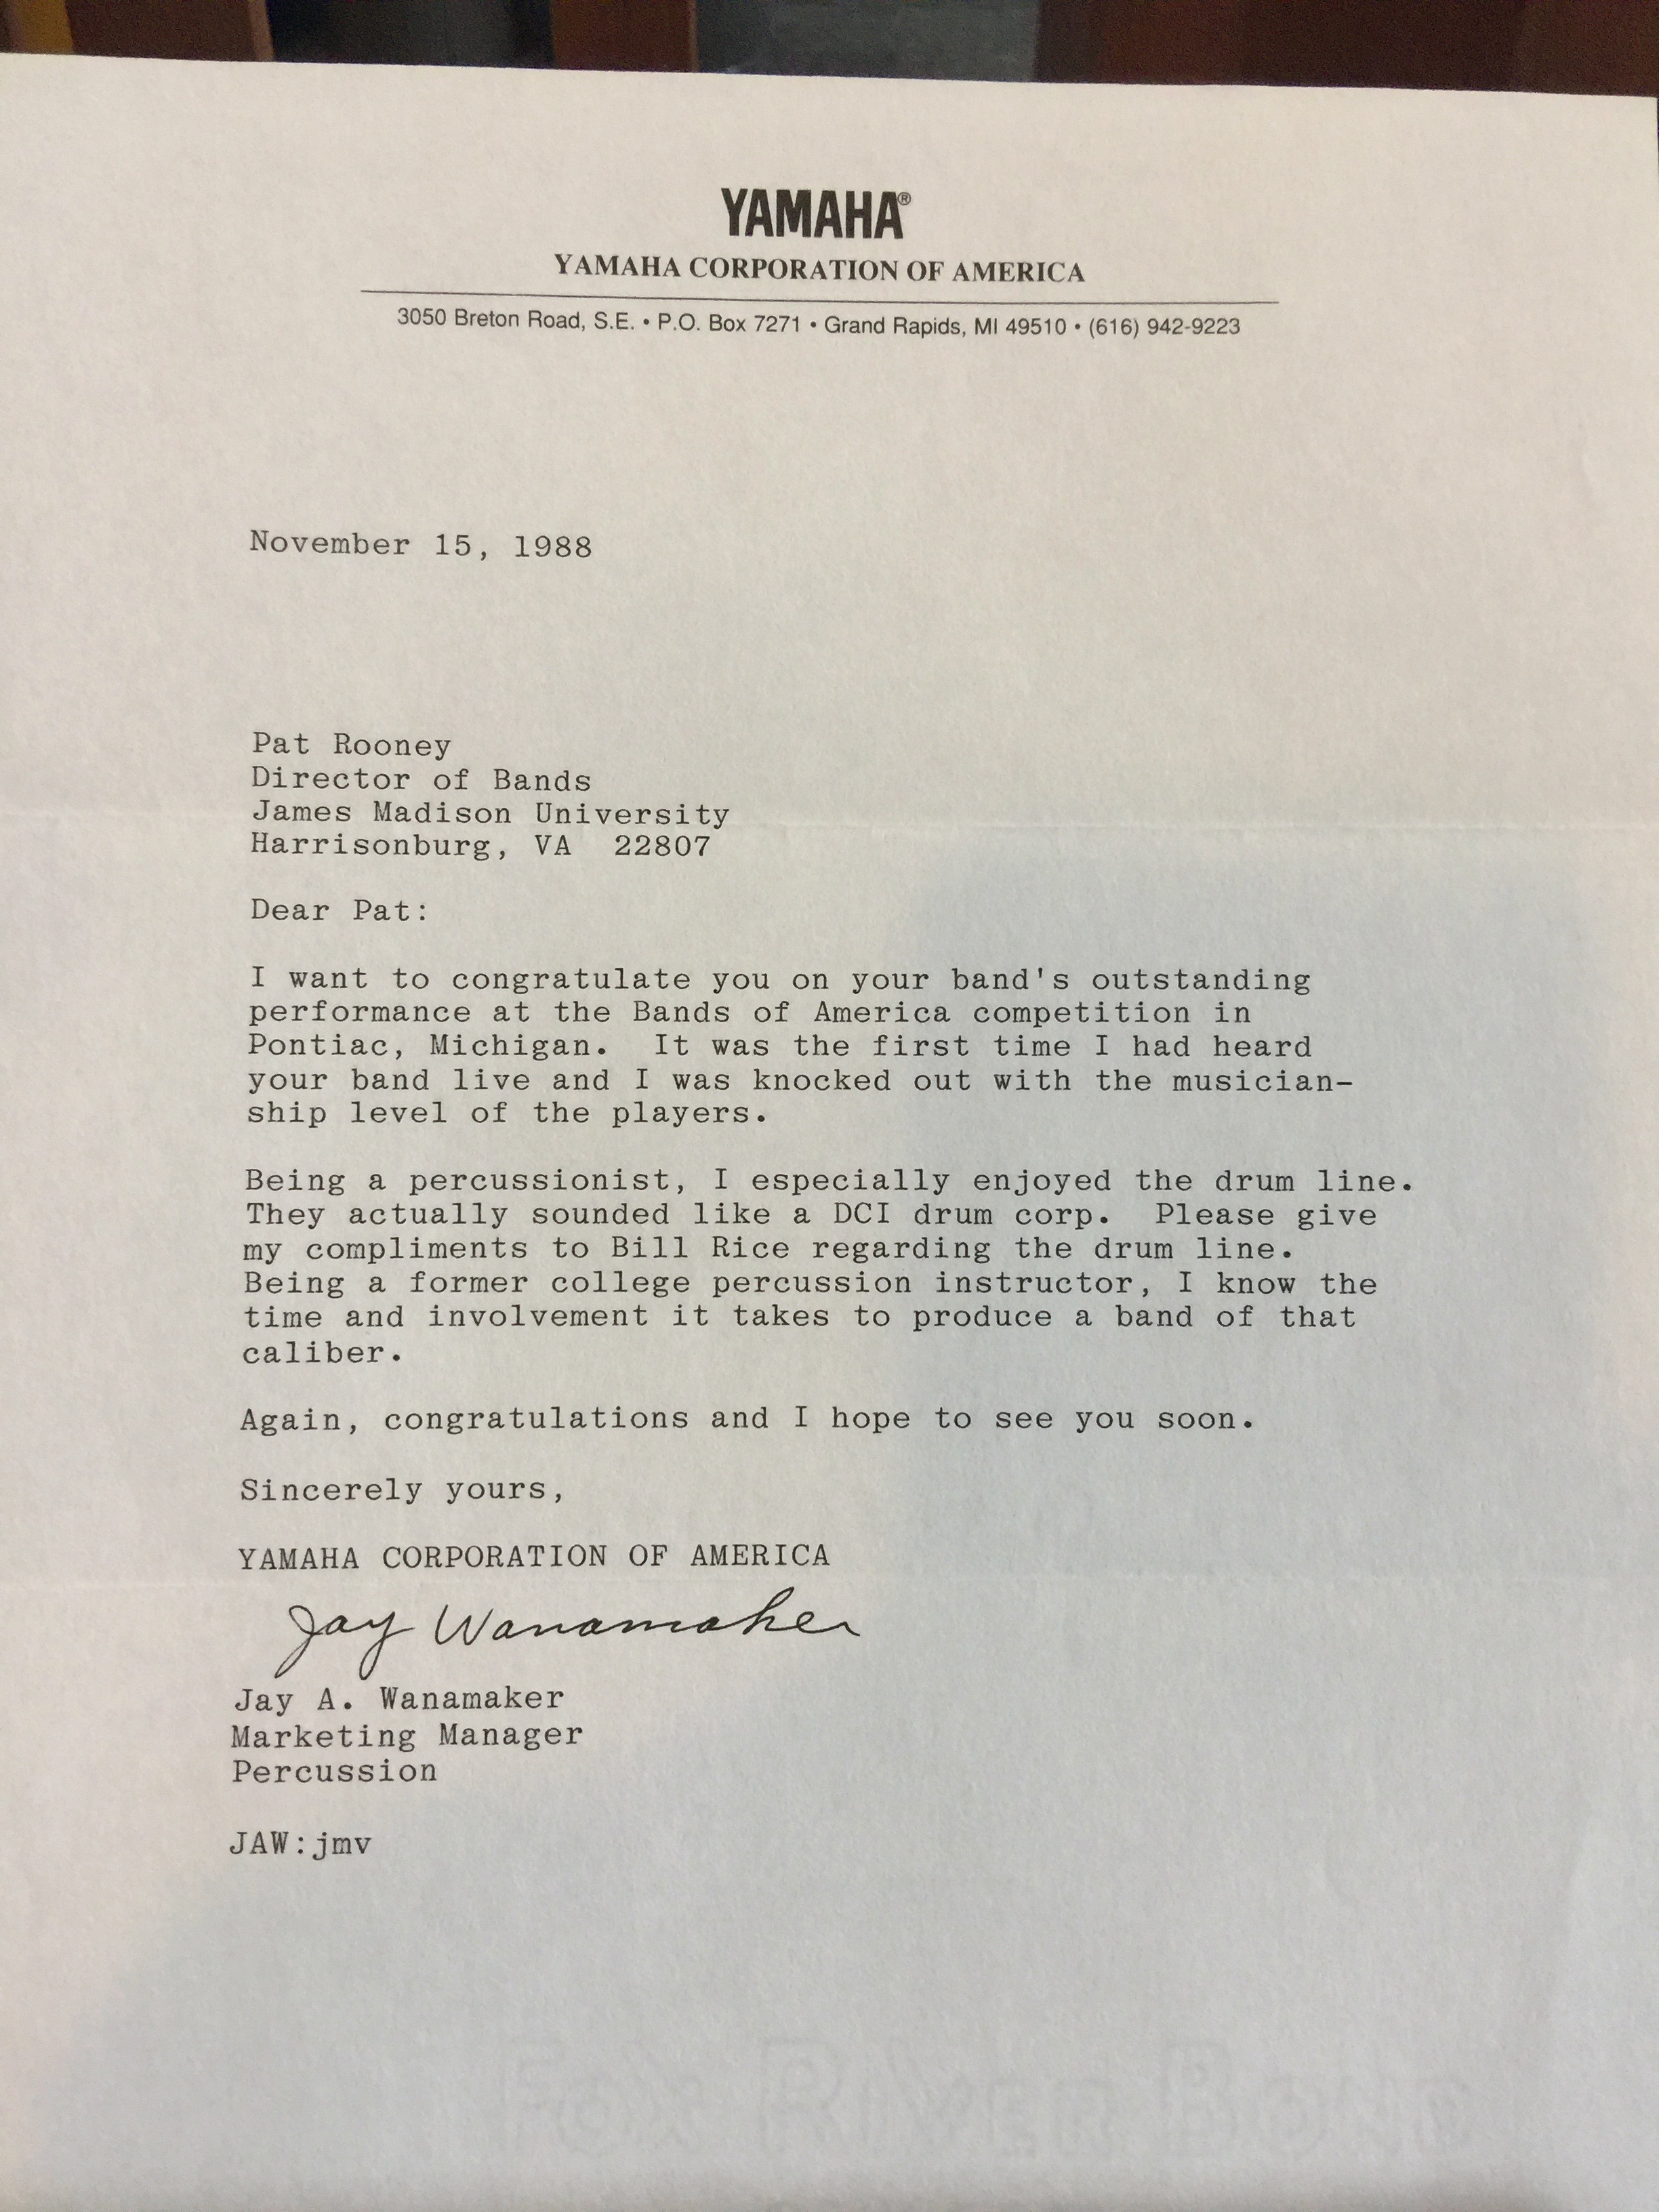 YAMAHA®
YAMAHA CORPORATION OF AMERICA
3050 Breton Road, S.E. • P.O. Box 7271 • Grand Rapids, MI 49510 • (616) 942-9223
November 15, 1988
Pat Rooney
Director of Bands
James Madison University
Harrisonburg, VA  22807
Dear Pat:
I want to congratulate you on your band's outstanding
performance at the Bands of America competition in
Pontiac, Michigan.  It was the first time I had heard
your band live and I was knocked out with the musician-
ship level of the players.
Being a percussionist, I especially enjoyed the drum line.
They actually sounded like a DCI drum corp.  Please give
my compliments to Bill Rice regarding the drum line.
Being a former college percussion instructor, I know the
time and involvement it takes to produce a band of that
caliber.
Again, congratulations and I hope to see you soon.
Sincerely yours,
YAMAHA CORPORATION OF AMERICA
Jay Wanamaker
Jay A. Wanamaker
Marketing Manager
Percussion
JAW:jmv